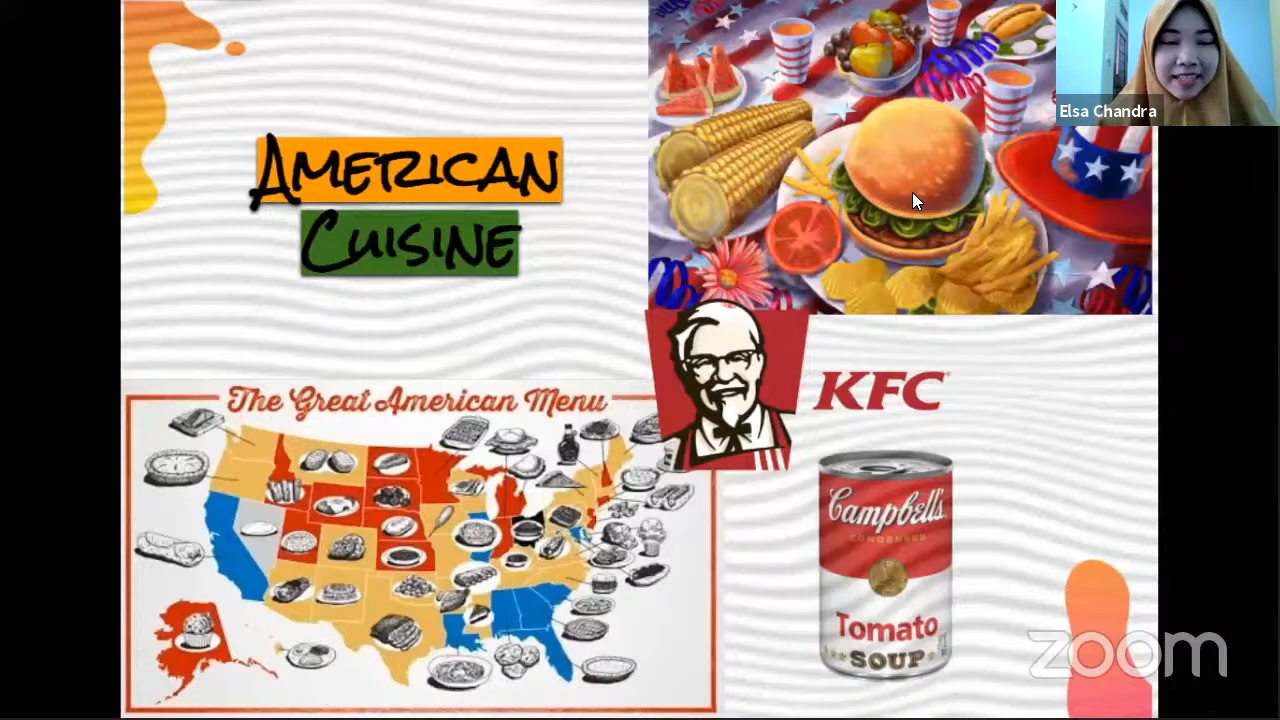 AMERICAN
CUISINE
Elsa Chandra
The Great American Menu
KFC
Campbell's
CONDENSED
Tomato
SOUP
zoom